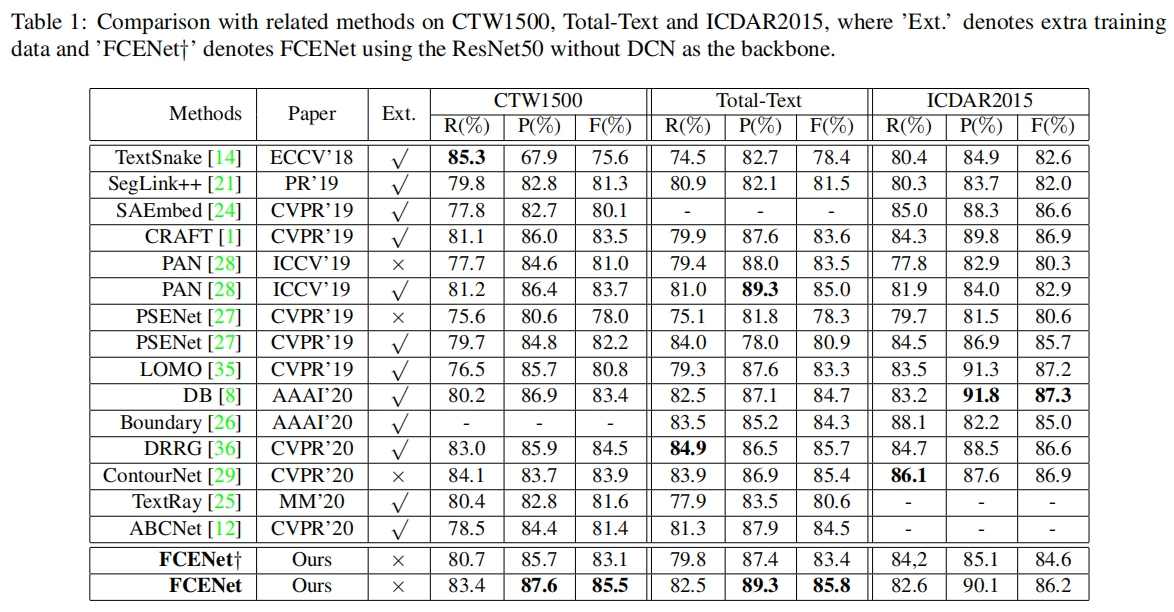 Table 1: Comparison with related methods on CTW1500, Total-Text and ICDAR2015, where ’Ext.’ denotes extra training
data and ’FCENet†’ denotes FCENet using the ResNet50 without DCN as the backbone.
Methods Paper Ext. CTW1500 Total-Text ICDAR2015
R(%) P(%) F(%) R(%) P(%) F(%) R(%) P(%) F(%)
TextSnake [14] ECCV’18 √ 85.3 67.9 75.6 74.5 82.7 78.4 80.4 84.9 82.6
SegLink++ [21] PR’19 √ 79.8 82.8 81.3 80.9 82.1 81.5 80.3 83.7 82.0
SAEmbed [24] CVPR’19 √ 77.8 82.7 80.1 - - - 85.0 88.3 86.6
CRAFT [1] CVPR’19 √ 81.1 86.0 83.5 79.9 87.6 83.6 84.3 89.8 86.9
PAN [28] ICCV’19 × 77.7 84.6 81.0 79.4 88.0 83.5 77.8 82.9 80.3
PAN [28] ICCV’19 √ 81.2 86.4 83.7 81.0 89.3 85.0 81.9 84.0 82.9
PSENet [27] CVPR’19 × 75.6 80.6 78.0 75.1 81.8 78.3 79.7 81.5 80.6
PSENet [27] CVPR’19 √ 79.7 84.8 82.2 84.0 78.0 80.9 84.5 86.9 85.7
LOMO [35] CVPR’19 √ 76.5 85.7 80.8 79.3 87.6 83.3 83.5 91.3 87.2
DB [8] AAAI’20 √ 80.2 86.9 83.4 82.5 87.1 84.7 83.2 91.8 87.3
Boundary [26] AAAI’20 √ - - - 83.5 85.2 84.3 88.1 82.2 85.0
DRRG [36] CVPR’20 √ 83.0 85.9 84.5 84.9 86.5 85.7 84.7 88.5 86.6
ContourNet [29] CVPR’20 × 84.1 83.7 83.9 83.9 86.9 85.4 86.1 87.6 86.9
TextRay [25] MM’20 √ 80.4 82.8 81.6 77.9 83.5 80.6 - - -
ABCNet [12] CVPR’20 √ 78.5 84.4 81.4 81.3 87.9 84.5 - - -
FCENet† Ours × 80.7 85.7 83.1 79.8 87.4 83.4 84,2 85.1 84.6
FCENet Ours × 83.4 87.6 85.5 82.5 89.3 85.8 82.6 90.1 86.2